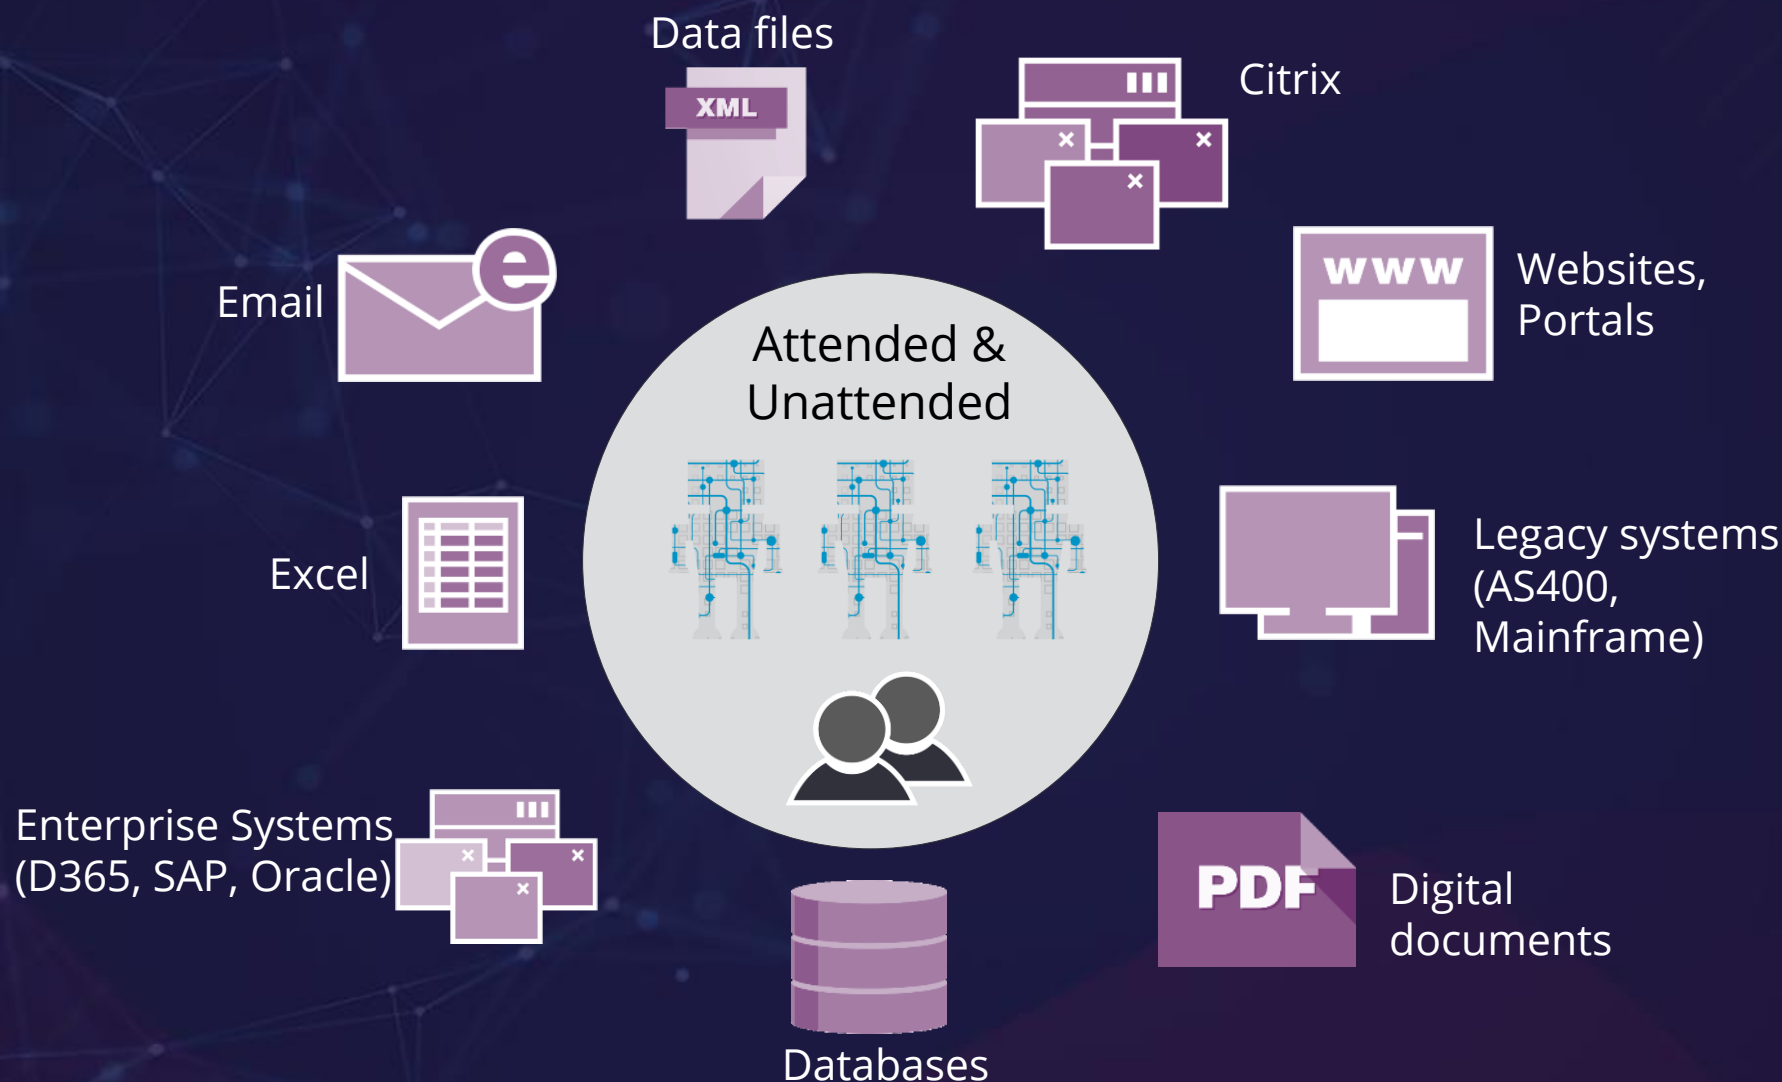 Data files
XML
Citrix
Email
e
www
Websites,
Portals
Attended &
Unattended
Excel
Legacy systems
(AS400,
Mainframe)
Enterprise Systems
(D365, SAP, Oracle)
PDF
Digital
documents
Databases